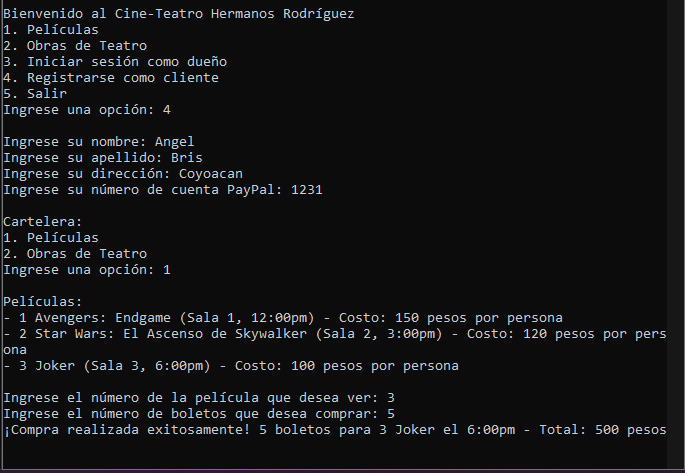 Bienvenido al Cine-Teatro Hermanos Rodríguez
1. Películas
2. Obras de Teatro
3. Iniciar sesión como dueño
4. Registrarse como cliente
5. Salir
Ingrese una opción: 4
Ingrese su nombre: Angel
Ingrese su apellido: Bris
Ingrese su dirección: Coyoacan
Ingrese su número de cuenta PayPal: 1231
Cartelera:
1. Películas
2. Obras de Teatro
Ingrese una opción: 1
Películas:
- 1 Avengers: Endgame (Sala 1, 12:00pm) - Costo: 150 pesos por persona
- 2 Star Wars: El Ascenso de Skywalker (Sala 2, 3:00pm) - Costo: 120 pesos por pers
ona
- 3 Joker (Sala 3, 6:00pm) - Costo: 100 pesos por persona
Ingrese el número de la película que desea ver: 3
Ingrese el número de boletos que desea comprar: 5
¡Compra realizada exitosamente! 5 boletos para 3 Joker el 6:00pm - Total: 500 pesos